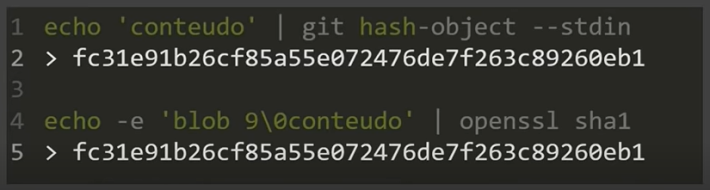 1 echo 'conteudo' | git hash-object --stdin
2 > fc31e91b26cf85a55e072476de7f263c89260eb1
3
4 echo -e 'blob 9\0conteudo' | openssl sha1
5 > fc31e91b26cf85a55e072476de7f263c89260eb1